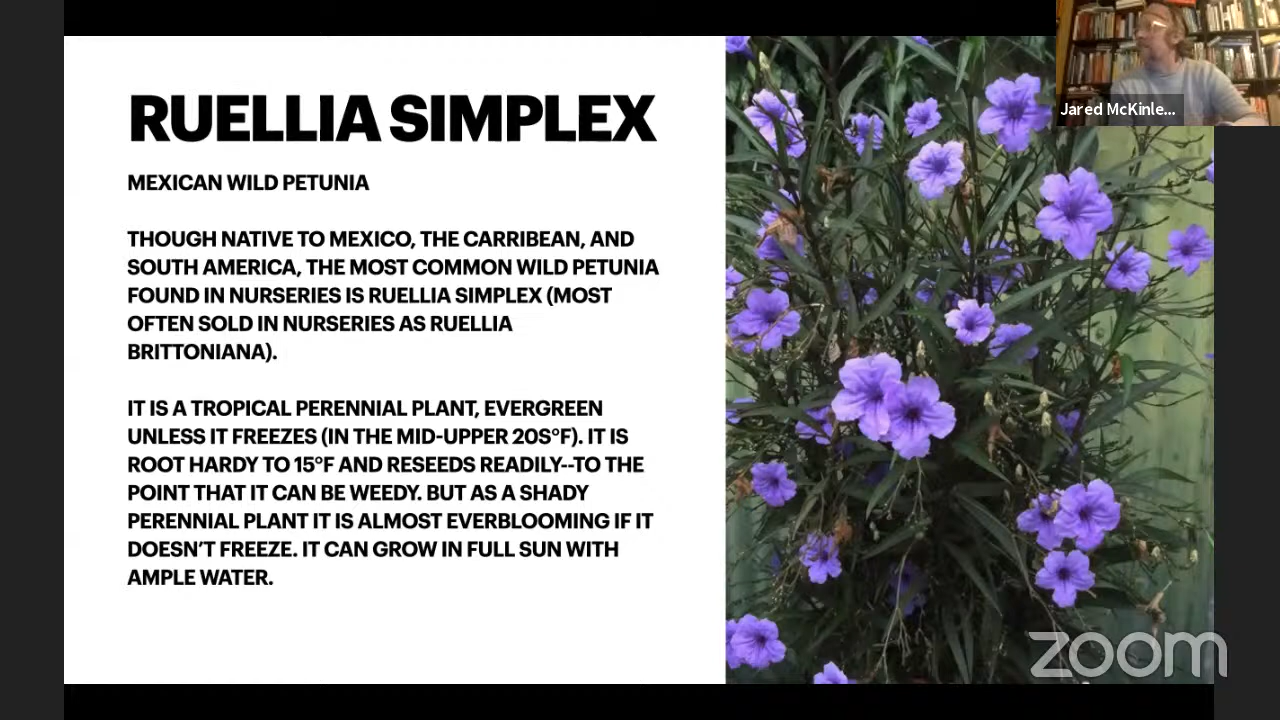 RUELLIA SIMPLEX
MEXICAN WILD PETUNIA
THOUGH NATIVE TO MEXICO, THE CARRIBEAN, AND
SOUTH AMERICA, THE MOST COMMON WILD PETUNIA
FOUND IN NURSERIES IS RUELLIA SIMPLEX (MOST
OFTEN SOLD IN NURSERIES AS RUELLIA
BRITTONIANA).
IT IS A TROPICAL PERENNIAL PLANT, EVERGREEN
UNLESS IT FREEZES (IN THE MID-UPPER 20S°F). IT IS
ROOT HARDY TO 15°F AND RESEEDS READILY--TO THE
POINT THAT IT CAN BE WEEDY. BUT AS A SHADY
PERENNIAL PLANT IT IS ALMOST EVERBLOOMING IF IT
DOESN'T FREEZE. IT CAN GROW IN FULL SUN WITH
AMPLE WATER.
Jared McKinle...
zoom